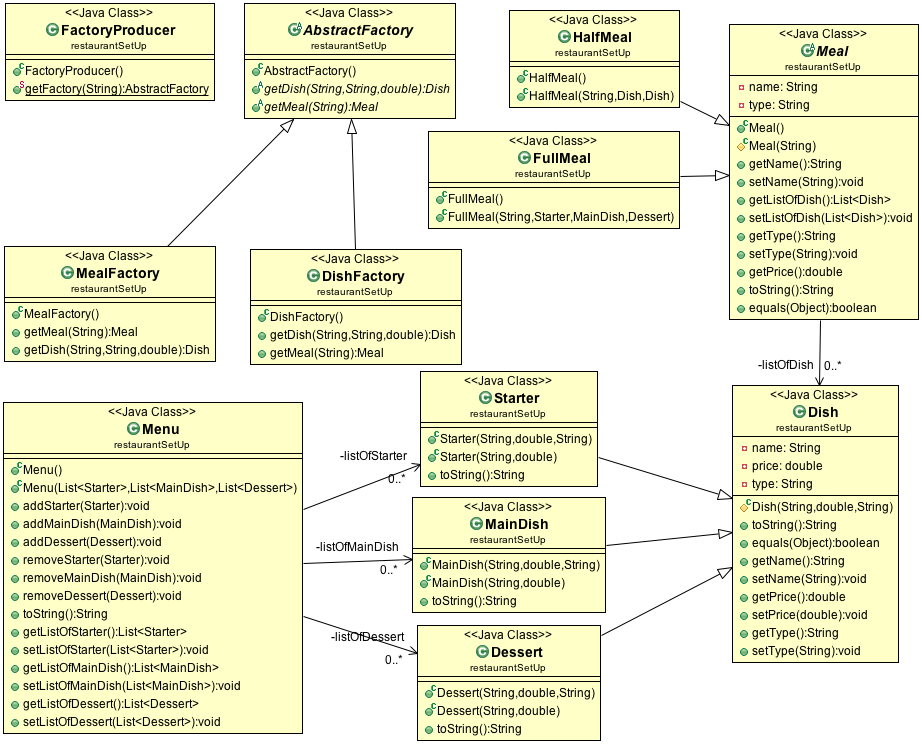 <<Java Class>>
FactoryProducer
restaurantSetUp
FactoryProducer()
getFactory(String):AbstractFactory
<<Java Class>>
AbstractFactory
restaurantSetUp
AbstractFactory()
getDish(String,String,double):Dish
getMeal(String):Meal
<<Java Class>>
HalfMeal
restaurantSetUp
HalfMeal()
HalfMeal(String,Dish,Dish)
<<Java Class>>
Meal
restaurantSetUp
name: String
type: String
Meal()
Meal(String)
getName():String
setName(String):void
getListOfDish():List<Dish>
setListOfDish(List<Dish>):void
getType():String
setType(String):void
getPrice():double
toString():String
equals(Object):boolean
<<Java Class>>
FullMeal
restaurantSetUp
FullMeal()
FullMeal(String,Starter,MainDish,Dessert)
<<Java Class>>
MealFactory
restaurantSetUp
MealFactory()
getMeal(String):Meal
getDish(String,String,double):Dish
<<Java Class>>
DishFactory
restaurantSetUp
DishFactory()
getDish(String,String,double):Dish
getMeal(String):Meal
-listOfDish
0..*
<<Java Class>>
Menu
restaurantSetUp
Menu()
Menu(List<Starter>,List<MainDish>,List<Dessert>)
addStarter(Starter):void
addMainDish(MainDish):void
addDessert(Dessert):void
removeStarter(Starter):void
removeMainDish(MainDish):void
removeDessert(Dessert):void
toString():String
getListOfStarter():List<Starter>
setListOfStarter(List<Starter>):void
getListOfMainDish():List<MainDish>
setListOfMainDish(List<MainDish>):void
getListOfDessert():List<Dessert>
setListOfDessert(List<Dessert>):void
-listOfStarter
0..*
-listOfMainDish
0..*
-listOfDessert
0..*
<<Java Class>>
Starter
restaurantSetUp
Starter(String,double,String)
Starter(String,double)
toString():String
<<Java Class>>
MainDish
restaurantSetUp
MainDish(String,double,String)
MainDish(String,double)
toString():String
<<Java Class>>
Dessert
restaurantSetUp
Dessert(String,double,String)
Dessert(String,double)
toString():String
<<Java Class>>
Dish
restaurantSetUp
name: String
price: double
type: String
Dish(String,double,String)
toString():String
equals(Object):boolean
getName():String
setName(String):void
getPrice():double
setPrice(double):void
getType():String
setType(String):void